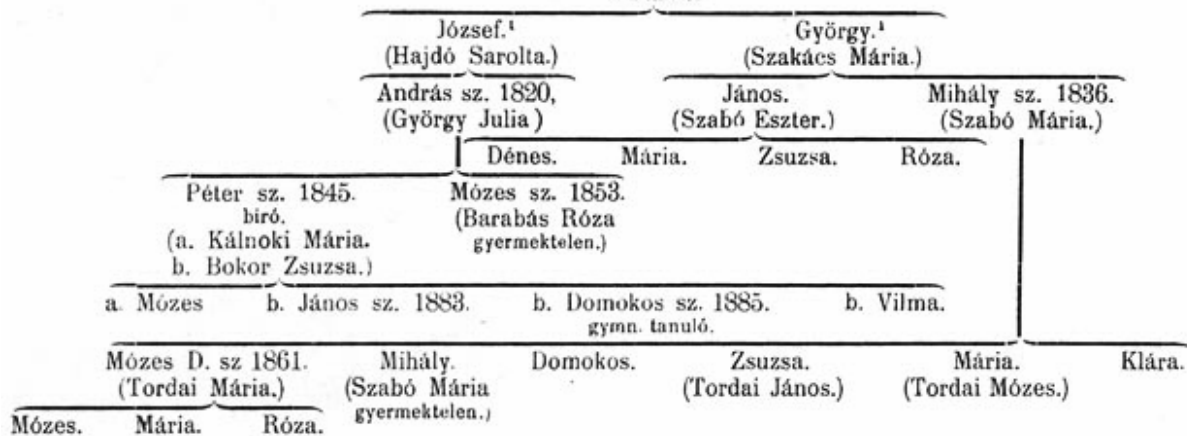 József.¹ György.¹
(Hajdó Sarolta.) (Szakács Mária.)
András sz. 1820, János. Mihály sz. 1836.
(György Julia) (Szabó Eszter.) (Szabó Mária.)
Dénes. Mária. Zsuzsa. Róza.
Péter sz. 1845. Mózes sz. 1853.
biró. (Barabás Róza
(a. Kálnoki Mária. gyermektelen.)
b. Bokor Zsuzsa.)
a. Mózes b. János sz. 1883. b. Domokos sz. 1885. b. Vilma.
gymn. tanuló.
Mózes D. sz 1861. Mihály. Domokos. Zsuzsa. Mária. Klára.
(Tordai Mária.) (Szabó Mária (Tordai János.) (Tordai Mózes.)
gyermektelen.)
Mózes. Mária. Róza.